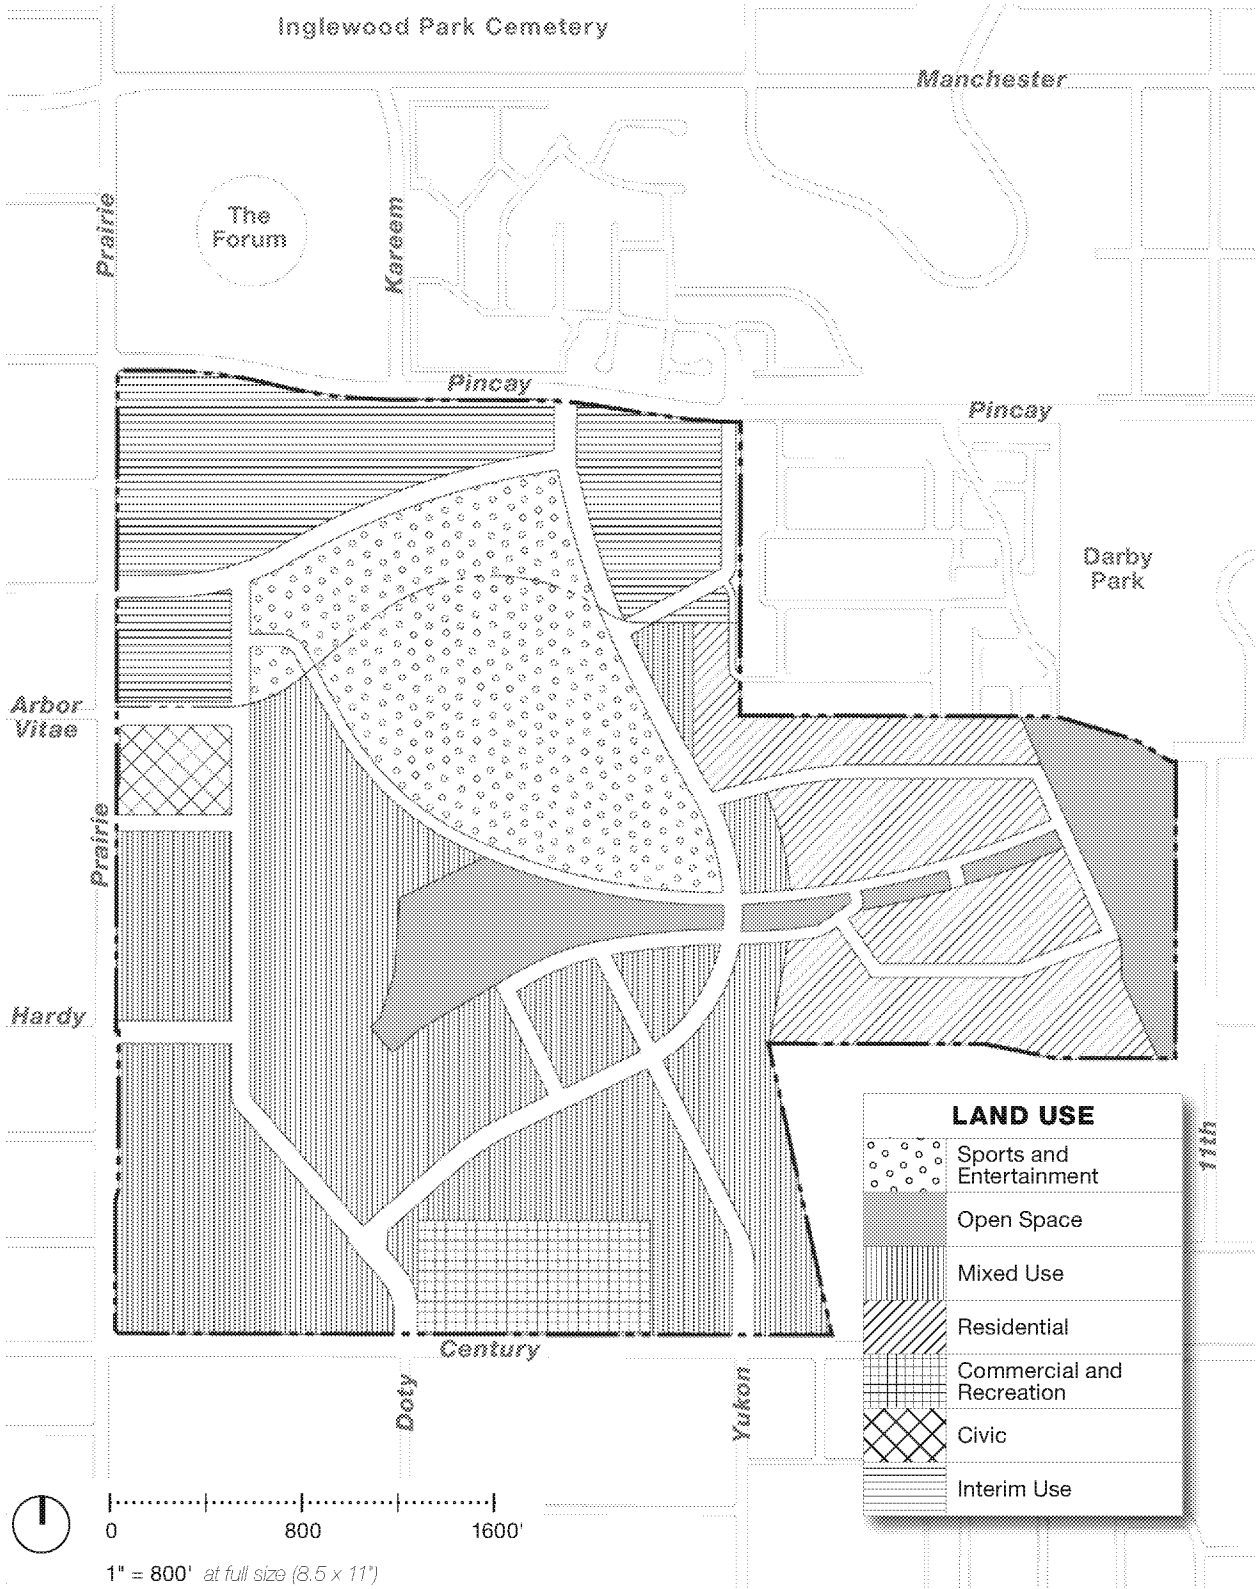 Inglewood Park Cemetery
Manchester
Prairie
The
Forum
Kareem
Pincay
Pincay
Darby
Park
Arbor
Vitae
Prairie
Hardy
LAND USE
Sports and
Entertainment
Open Space
Mixed Use
Residential
Commercial and
Recreation
Civic
Interim Use
11th
Century
Doty
Yukon
0
800
1600'
1" = 800' at full size (8.5 x 11")